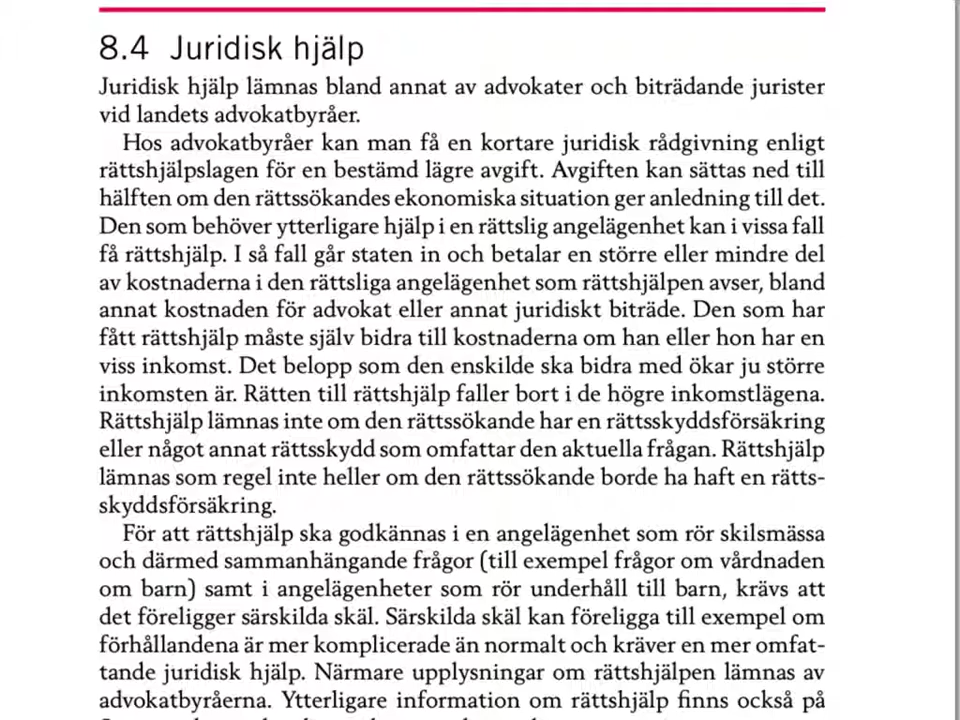 8.4 Juridisk hjälp
Juridisk hjälp lämnas bland annat av advokater och biträdande jurister
vid landets advokatbyråer.
Hos advokatbyråer kan man få en kortare juridisk rådgivning enligt
rättshjälpslagen för en bestämd lägre avgift. Avgiften kan sättas ned till
hälften om den rättssökandes ekonomiska situation ger anledning till det.
Den som behöver ytterligare hjälp i en rättslig angelägenhet kan i vissa fall
få rättshjälp. I så fall går staten in och betalar en större eller mindre del
av kostnaderna i den rättsliga angelägenhet som rättshjälpen avser, bland
annat kostnaden för advokat eller annat juridiskt biträde. Den som har
fått rättshjälp måste själv bidra till kostnaderna om han eller hon har en
viss inkomst. Det belopp som den enskilde ska bidra med ökar ju större
inkomsten är. Rätten till rättshjälp faller bort i de högre inkomstlägena.
Rättshjälp lämnas inte om den rättssökande har en rättsskyddsförsäkring
eller något annat rättsskydd som omfattar den aktuella frågan. Rättshjälp
lämnas som regel inte heller om den rättssökande borde ha haft en rätts-
skyddsförsäkring.
För att rättshjälp ska godkännas i en angelägenhet som rör skilsmässa
och därmed sammanhängande frågor (till exempel frågor om vårdnaden
om barn) samt i angelägenheter som rör underhåll till barn, krävs att
det föreligger särskilda skäl. Särskilda skäl kan föreligga till exempel om
förhållandena är mer komplicerade än normalt och kräver en mer omfat-
tande juridisk hjälp. Närmare upplysningar om rättshjälpen lämnas av
advokatbyråerna. Ytterligare information om rättshjälp finns också på